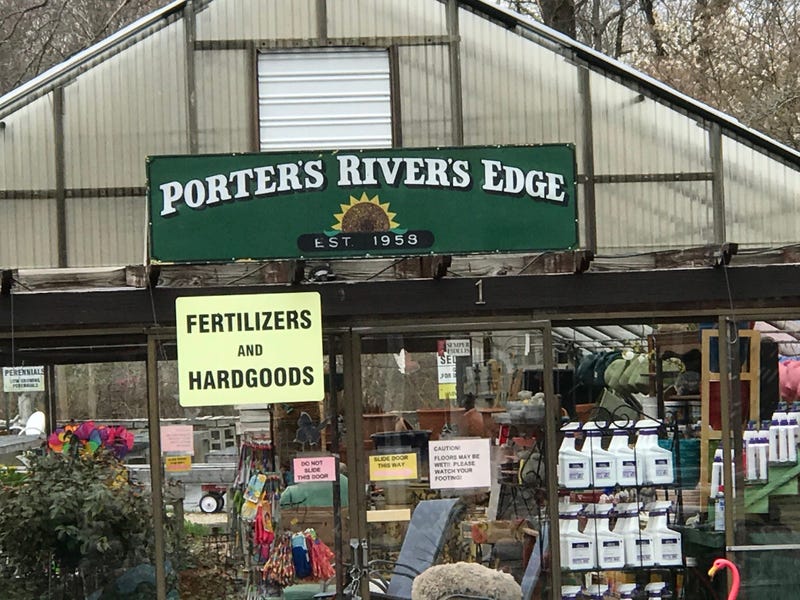 PORTER'S RIVER'S EDGE
EST. 1958
1
FERTILIZERS
AND
HARDGOODS
PERENNIALS
DO NOT
SLIDE
THIS DOOR
SLIDE DOOR
THIS WAY
CAUTION!
FLOORS MAY BE
WET!! PLEASE
WATCH YOUR
FOOTING!